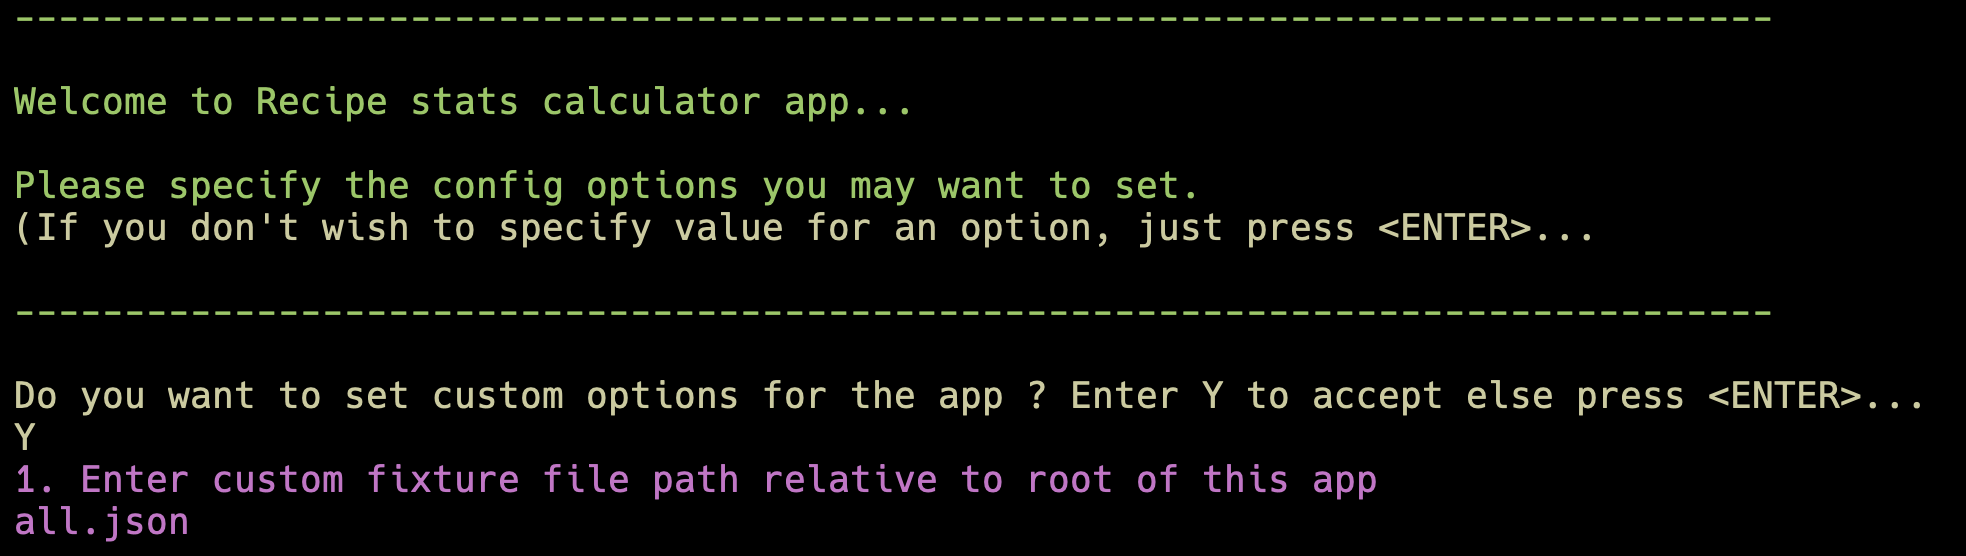 --------------------------------------------------------------------------------
Welcome to Recipe stats calculator app...
Please specify the config options you may want to set.
(If you don't wish to specify value for an option, just press <ENTER>...
--------------------------------------------------------------------------------
Do you want to set custom options for the app ? Enter Y to accept else press <ENTER>...
Y
1. Enter custom fixture file path relative to root of this app
all.json